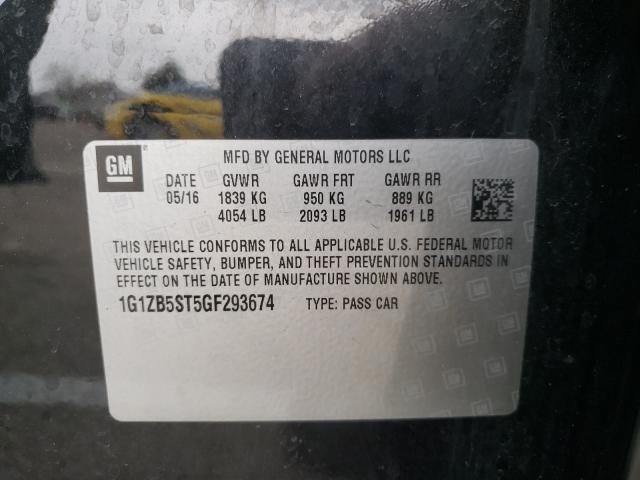 GM
MFD BY GENERAL MOTORS LLC
DATE GVWR GAWR FRT GAWR RR
05/16 1839 KG 950 KG 889 KG
4054 LB 2093 LB 1961 LB
THIS VEHICLE CONFORMS TO ALL APPLICABLE U.S. FEDERAL MOTOR
VEHICLE SAFETY, BUMPER, AND THEFT PREVENTION STANDARDS IN
EFFECT ON THE DATE OF MANUFACTURE SHOWN ABOVE.
1G1ZB5ST5GF293674 TYPE: PASS CAR